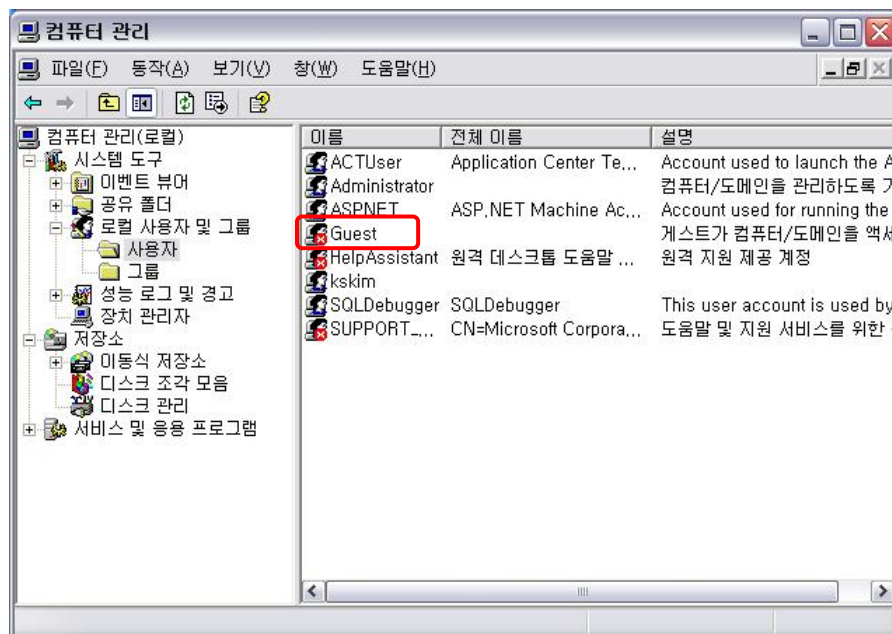 컴퓨터 관리
파일(F) 동작(A) 보기(V) 창(W) 도움말(H)
컴퓨터 관리(로컬)
시스템 도구
이벤트 뷰어
공유 폴더
로컬 사용자 및 그룹
사용자
그룹
성능 로그 및 경고
장치 관리자
저장소
이동식 저장소
디스크 조각 모음
디스크 관리
서비스 및 응용 프로그램
이름 전체 이름 설명
ACTUser Application Center Te... Account used to launch the A
Administrator 컴퓨터/도메인을 관리하도록 기
ASPNET ASP.NET Machine Ac... Account used for running the
Guest 게스트가 컴퓨터/도메인을 액세
HelpAssistant 원격 데스크톱 도움말 ... 원격 지원 제공 계정
kskim
SQLDebugger SQLDebugger This user account is used by
SUPPORT_... CN=Microsoft Corpora... 도움말 및 지원 서비스를 위한